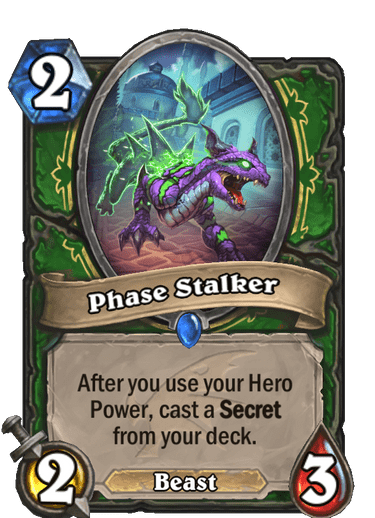 2
Phase Stalker
After you use your Hero
Power, cast a Secret
from your deck.
2
Beast
3